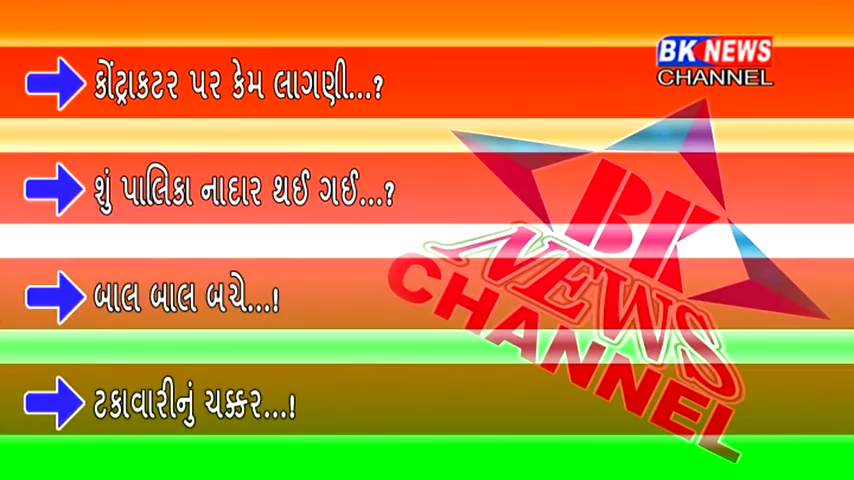 BK NEWS
CHANNEL
કોંટ્રાકટર પર કેમ લાગણી...?
શું પાલિકા નાદાર થઈ ગઈ...?
બાલ બાલ બચે...!
ટકાવારીનું ચક્કર...!
BK
NEWS
CHANNEL